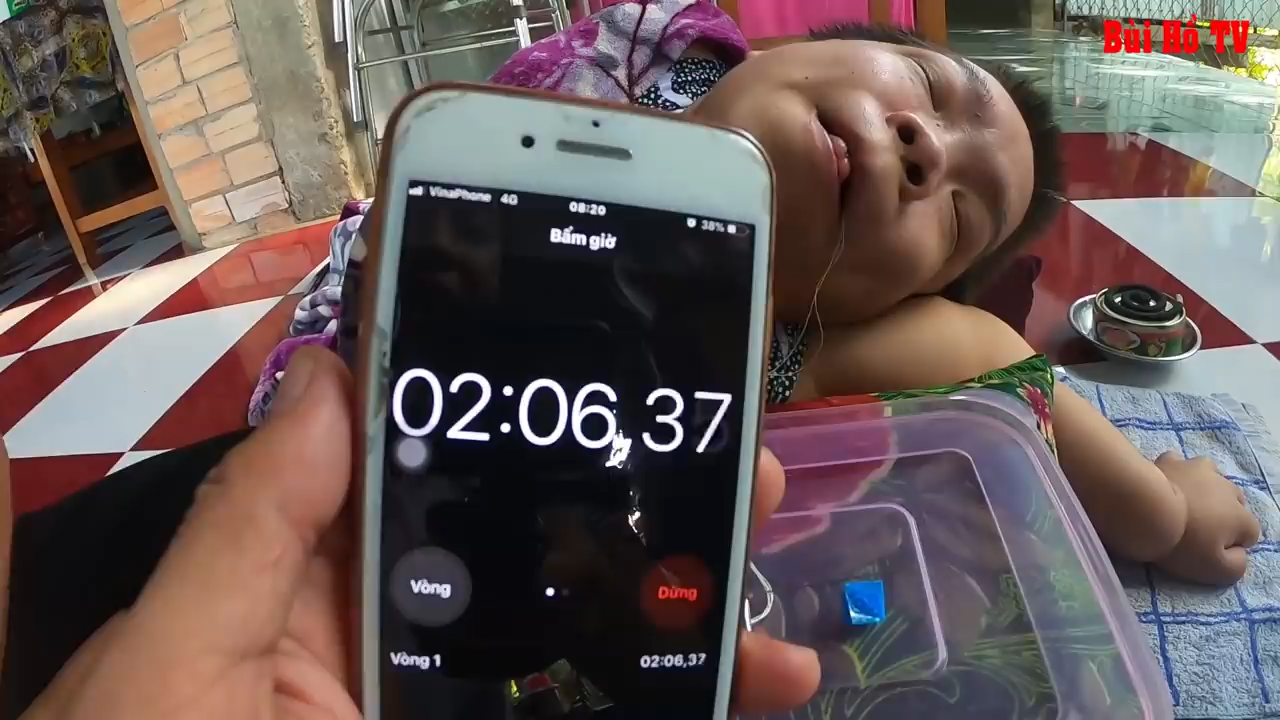 Bùi Hổ TV
VinaPhone 4G 08:20 38%
Bấm giờ
02:06,37
Vòng Dừng
Vòng 1 02:06,37